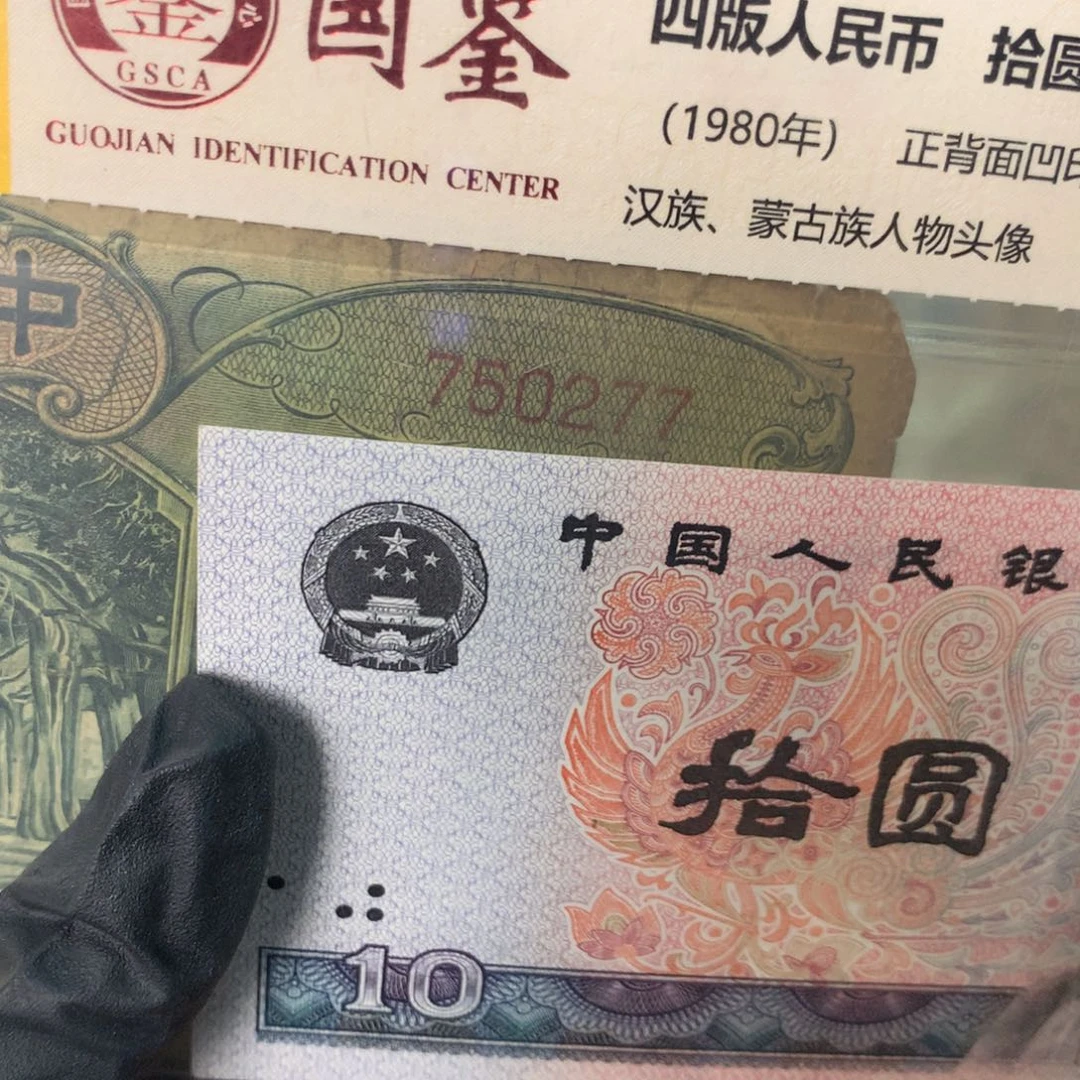 国鉴
GSCA
GUOJIAN IDENTIFICATION CENTER
四版人民币 拾圆
(1980年) 正背面凹印
汉族、蒙古族人物头像
中
750277
中国人民银
拾圆
10